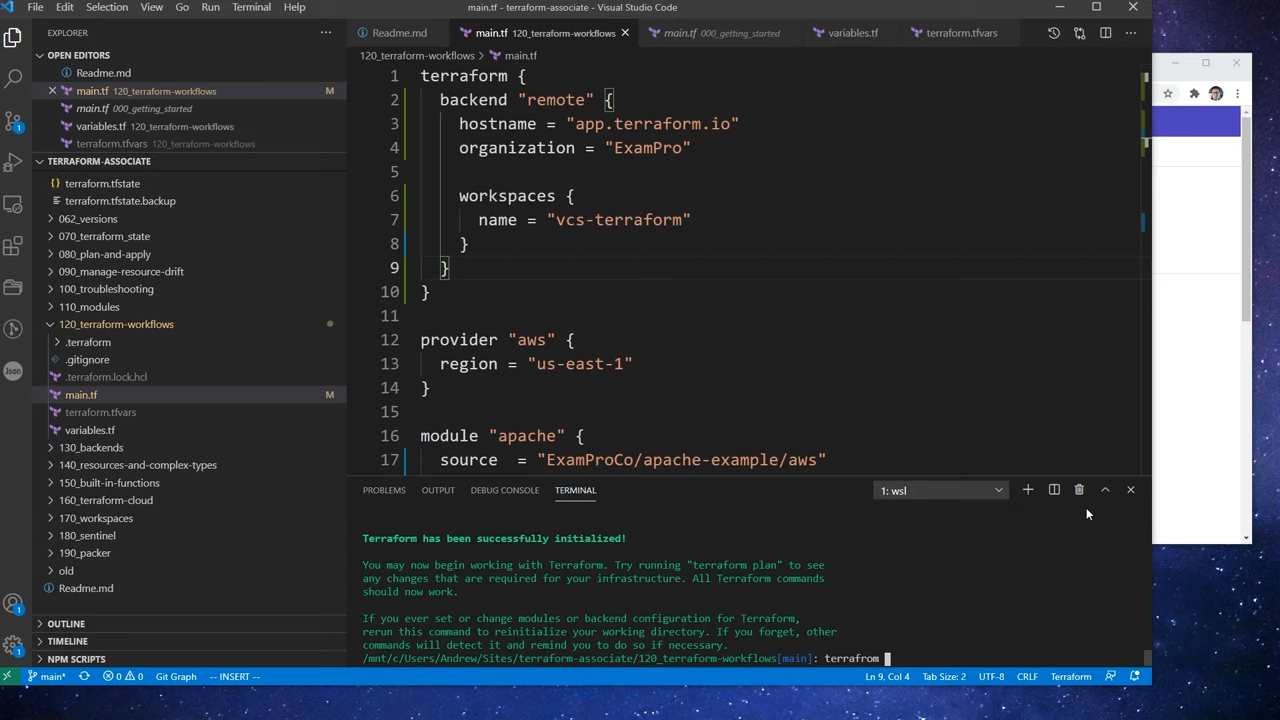 File Edit Selection View Go Run Terminal Help
main.tf - terraform-associate - Visual Studio Code
EXPLORER
OPEN EDITORS
Readme.md
main.tf 120_terraform-workflows M
main.tf 000_getting_started
variables.tf 120_terraform-workflows
terraform.tfvars 120_terraform-workflows
TERRAFORM-ASSOCIATE
terraform.tfstate
terraform.tfstate.backup
062_versions
070_terraform_state
080_plan-and-apply
090_manage-resource-drift
100_troubleshooting
110_modules
120_terraform-workflows
.terraform
.gitignore
.terraform.lock.hcl
main.tf M
terraform.tfvars
variables.tf
130_backends
140_resources-and-complex-types
150_built-in-functions
160_terraform-cloud
170_workspaces
180_sentinel
190_packer
old
Readme.md
OUTLINE
TIMELINE
NPM SCRIPTS
Json
1
1
1
Readme.md
main.tf 120_terraform-workflows
main.tf 000_getting_started
variables.tf
terraform.tfvars
120_terraform-workflows > main.tf
1 terraform {
2 backend "remote" {
3 hostname = "app.terraform.io"
4 organization = "ExamPro"
5
6 workspaces {
7 name = "vcs-terraform"
8 }
9 }
10 }
11
12 provider "aws" {
13 region = "us-east-1"
14 }
15
16 module "apache" {
17 source = "ExamProCo/apache-example/aws"
PROBLEMS OUTPUT DEBUG CONSOLE TERMINAL
1: wsl
Terraform has been successfully initialized!
You may now begin working with Terraform. Try running "terraform plan" to see
any changes that are required for your infrastructure. All Terraform commands
should now work.
If you ever set or change modules or backend configuration for Terraform,
rerun this command to reinitialize your working directory. If you forget, other
commands will detect it and remind you to do so if necessary.
/mnt/c/Users/Andrew/Sites/terraform-associate/120_terraform-workflows[main]: terrafrom
main* 0 0 Git Graph -- INSERT -- Ln 9, Col 4 Tab Size: 2 UTF-8 CRLF Terraform